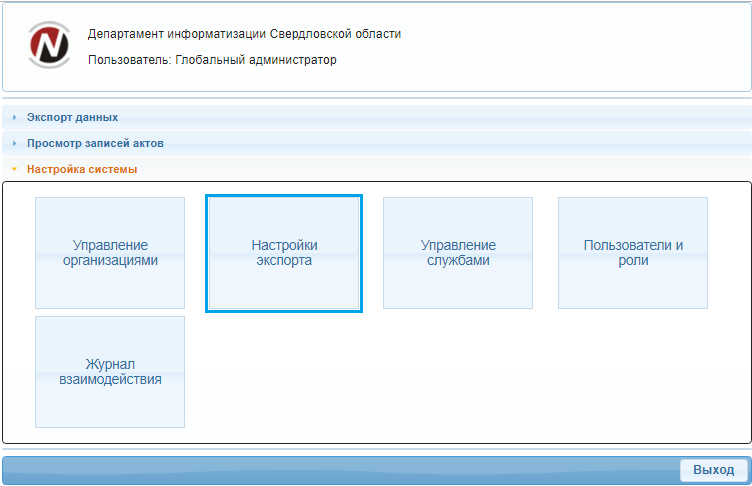 Департамент информатизации Свердловской области
Пользователь: Глобальный администратор
Экспорт данных
Просмотр записей актов
Настройка системы
Управление
организациями
Настройки
экспорта
Управление
службами
Пользователи и
роли
Журнал
взаимодействия
Выход